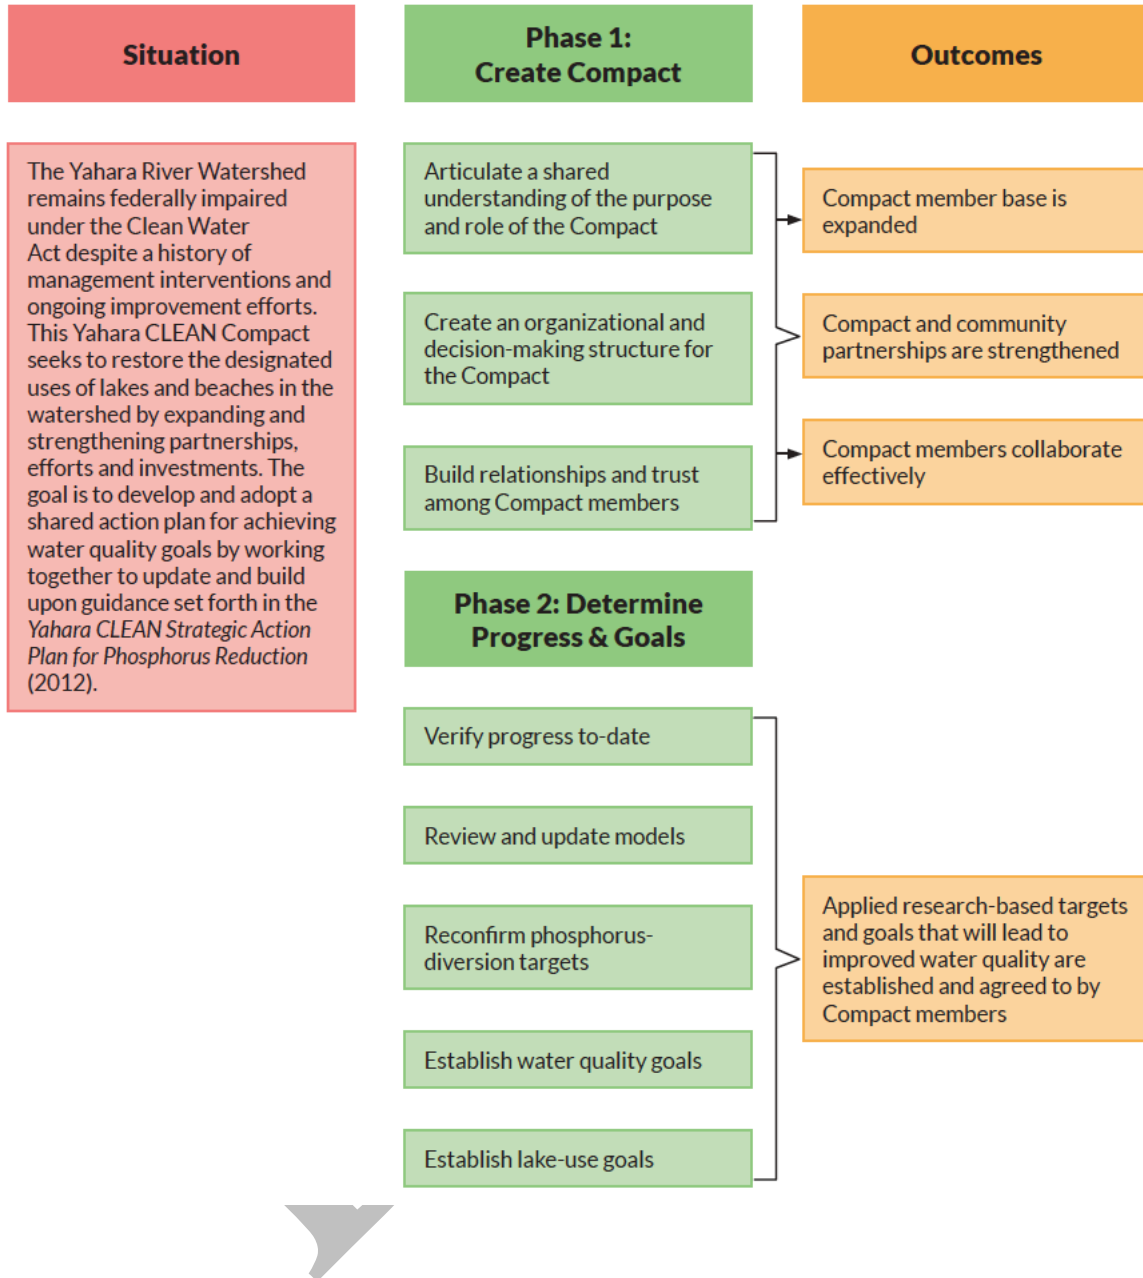 Situation
The Yahara River Watershed
remains federally impaired
under the Clean Water
Act despite a history of
management interventions and
ongoing improvement efforts.
This Yahara CLEAN Compact
seeks to restore the designated
uses of lakes and beaches in the
watershed by expanding and
strengthening partnerships,
efforts and investments. The
goal is to develop and adopt a
shared action plan for achieving
water quality goals by working
together to update and build
upon guidance set forth in the
Yahara CLEAN Strategic Action
Plan for Phosphorus Reduction
(2012).
Phase 1:
Create Compact
Articulate a shared
understanding of the purpose
and role of the Compact
Create an organizational and
decision-making structure for
the Compact
Build relationships and trust
among Compact members
Phase 2: Determine
Progress & Goals
Verify progress to-date
Review and update models
Reconfirm phosphorus-
diversion targets
Establish water quality goals
Establish lake-use goals
Outcomes
Compact member base is
expanded
Compact and community
partnerships are strengthened
Compact members collaborate
effectively
Applied research-based targets
and goals that will lead to
improved water quality are
established and agreed to by
Compact members